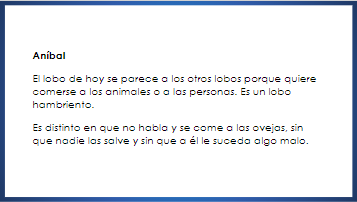 Aníbal
El lobo de hoy se parece a los otros lobos porque quiere
comerse a los animales o a las personas. Es un lobo
hambriento.
Es distinto en que no habla y se come a las ovejas, sin
que nadie las salve y sin que a él le suceda algo malo.